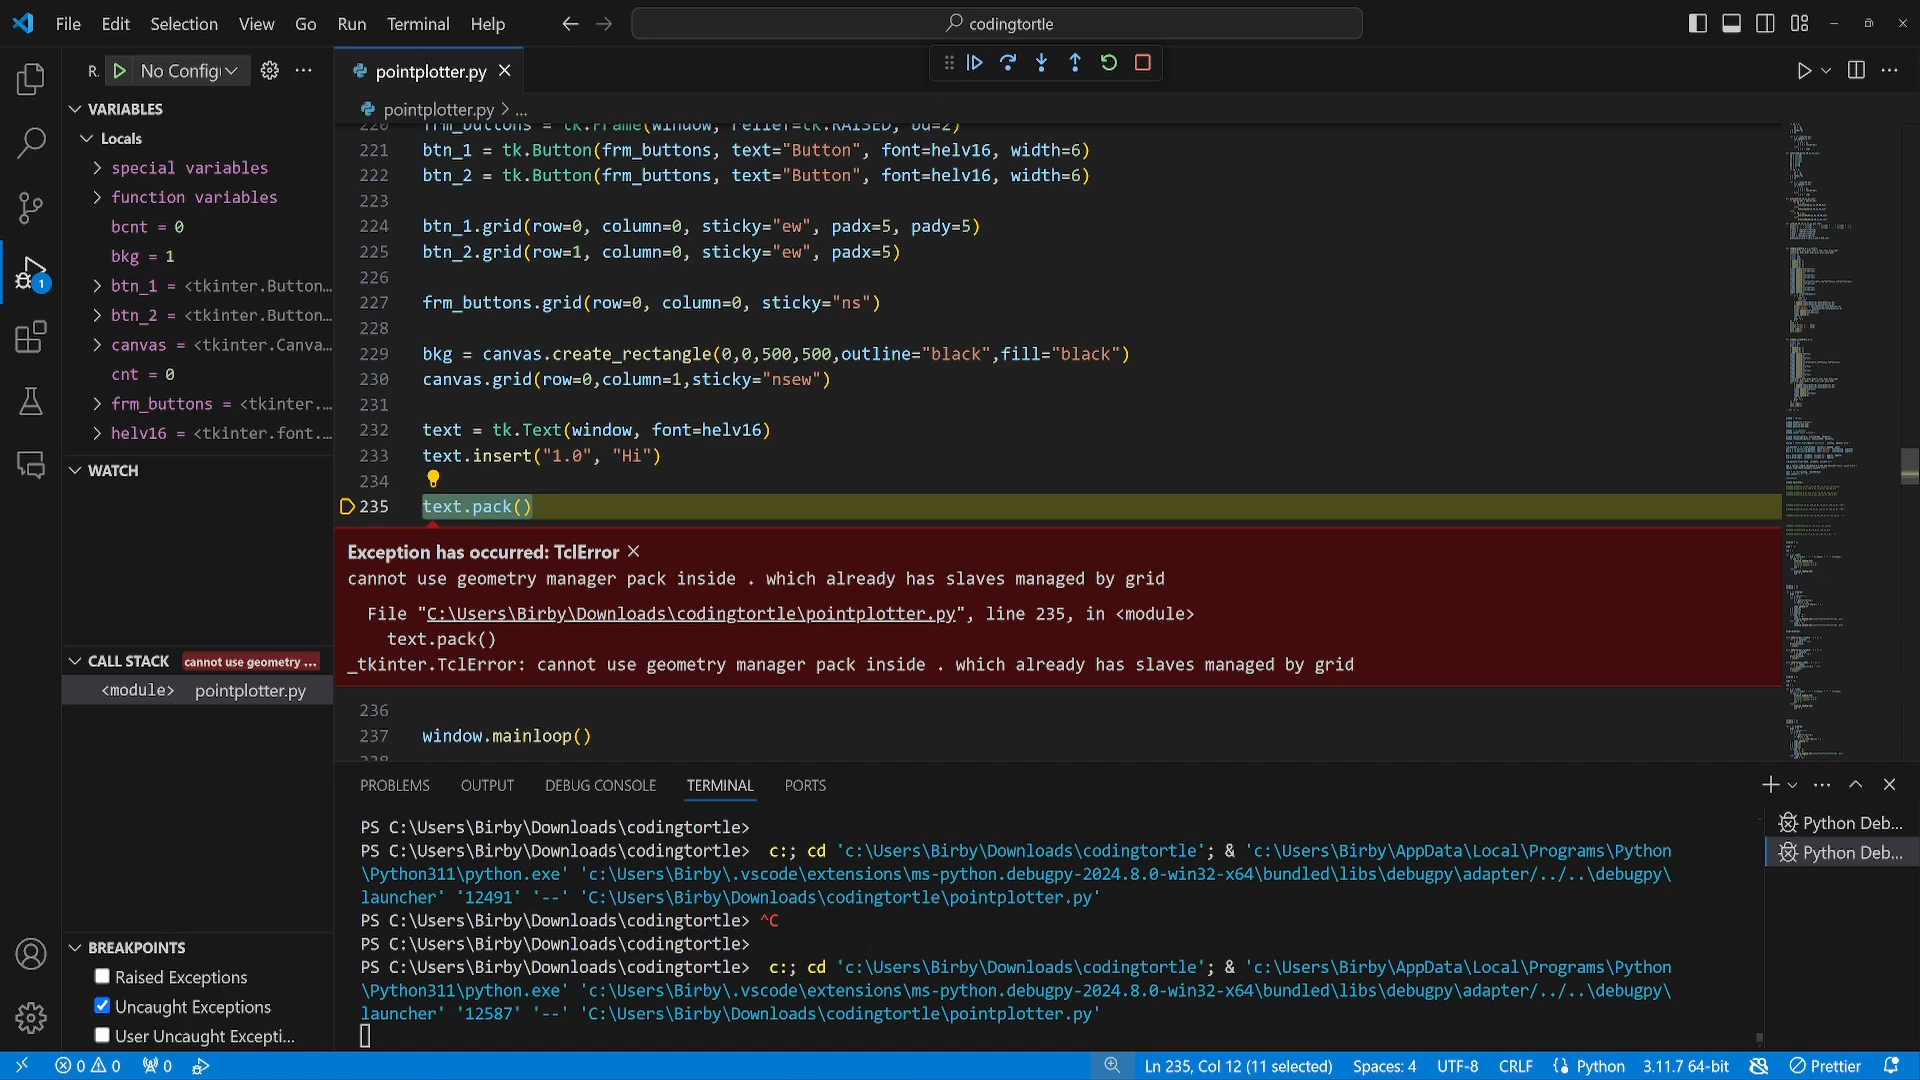 File Edit Selection View Go Run Terminal Help
codingtortle
R. No Config
pointplotter.py
pointplotter.py > ...
VARIABLES
Locals
special variables
function variables
bcnt = 0
bkg = 1
btn_1 = <tkinter.Button...
btn_2 = <tkinter.Button...
canvas = <tkinter.Canva...
cnt = 0
frm_buttons = <tkinter....
helv16 = <tkinter.font....
WATCH
CALL STACK cannot use geometry ...
<module> pointplotter.py
BREAKPOINTS
Raised Exceptions
Uncaught Exceptions
User Uncaught Excepti...
1
220 frm_buttons = tk.Frame(window, relief=tk.RAISED, bd=2)
221 btn_1 = tk.Button(frm_buttons, text="Button", font=helv16, width=6)
222 btn_2 = tk.Button(frm_buttons, text="Button", font=helv16, width=6)
223
224 btn_1.grid(row=0, column=0, sticky="ew", padx=5, pady=5)
225 btn_2.grid(row=1, column=0, sticky="ew", padx=5)
226
227 frm_buttons.grid(row=0, column=0, sticky="ns")
228
229 bkg = canvas.create_rectangle(0,0,500,500,outline="black",fill="black")
230 canvas.grid(row=0,column=1,sticky="nsew")
231
232 text = tk.Text(window, font=helv16)
233 text.insert("1.0", "Hi")
234
235 text.pack()
Exception has occurred: TclError
cannot use geometry manager pack inside . which already has slaves managed by grid
File "C:\Users\Birby\Downloads\codingtortle\pointplotter.py", line 235, in <module>
text.pack()
_tkinter.TclError: cannot use geometry manager pack inside . which already has slaves managed by grid
236
237 window.mainloop()
238
PROBLEMS OUTPUT DEBUG CONSOLE TERMINAL PORTS
PS C:\Users\Birby\Downloads\codingtortle>
PS C:\Users\Birby\Downloads\codingtortle> c:; cd 'c:\Users\Birby\Downloads\codingtortle'; & 'c:\Users\Birby\AppData\Local\Programs\Python
\Python311\python.exe' 'c:\Users\Birby\.vscode\extensions\ms-python.debugpy-2024.8.0-win32-x64\bundled\libs\debugpy\adapter/../..\debugpy\
launcher' '12491' '--' 'C:\Users\Birby\Downloads\codingtortle\pointplotter.py'
PS C:\Users\Birby\Downloads\codingtortle> ^C
PS C:\Users\Birby\Downloads\codingtortle>
PS C:\Users\Birby\Downloads\codingtortle> c:; cd 'c:\Users\Birby\Downloads\codingtortle'; & 'c:\Users\Birby\AppData\Local\Programs\Python
\Python311\python.exe' 'c:\Users\Birby\.vscode\extensions\ms-python.debugpy-2024.8.0-win32-x64\bundled\libs\debugpy\adapter/../..\debugpy\
launcher' '12587' '--' 'C:\Users\Birby\Downloads\codingtortle\pointplotter.py'
Python Deb...
Python Deb...
0 0 0 Ln 235, Col 12 (11 selected) Spaces: 4 UTF-8 CRLF Python 3.11.7 64-bit Prettier